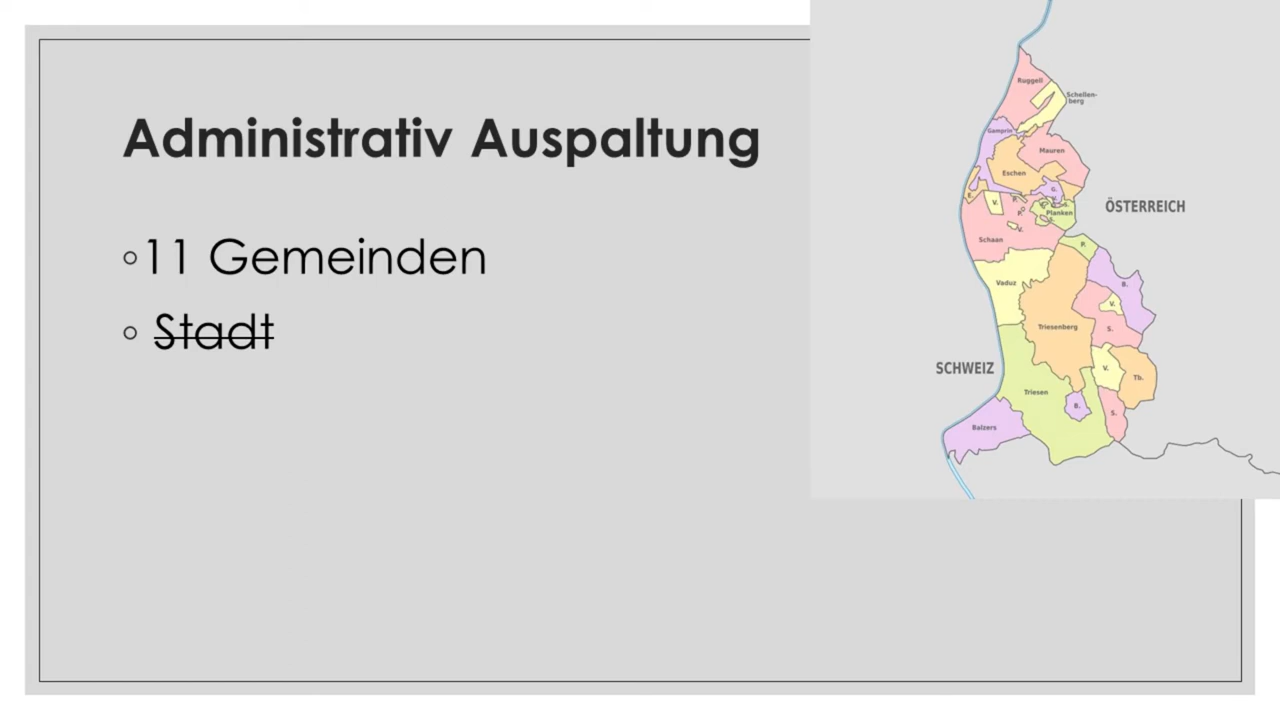 Administrativ Auspaltung
◦11 Gemeinden
◦ Stadt
Ruggell
Schellen-
berg
Gamprin
Mauren
Eschen
E.
G.
V.
P.
P.
V.
S.
Planken
ÖSTERREICH
Schaan
P.
Vaduz
B.
V.
Triesenberg
S.
SCHWEIZ
V.
Tb.
Triesen
B.
S.
Balzers